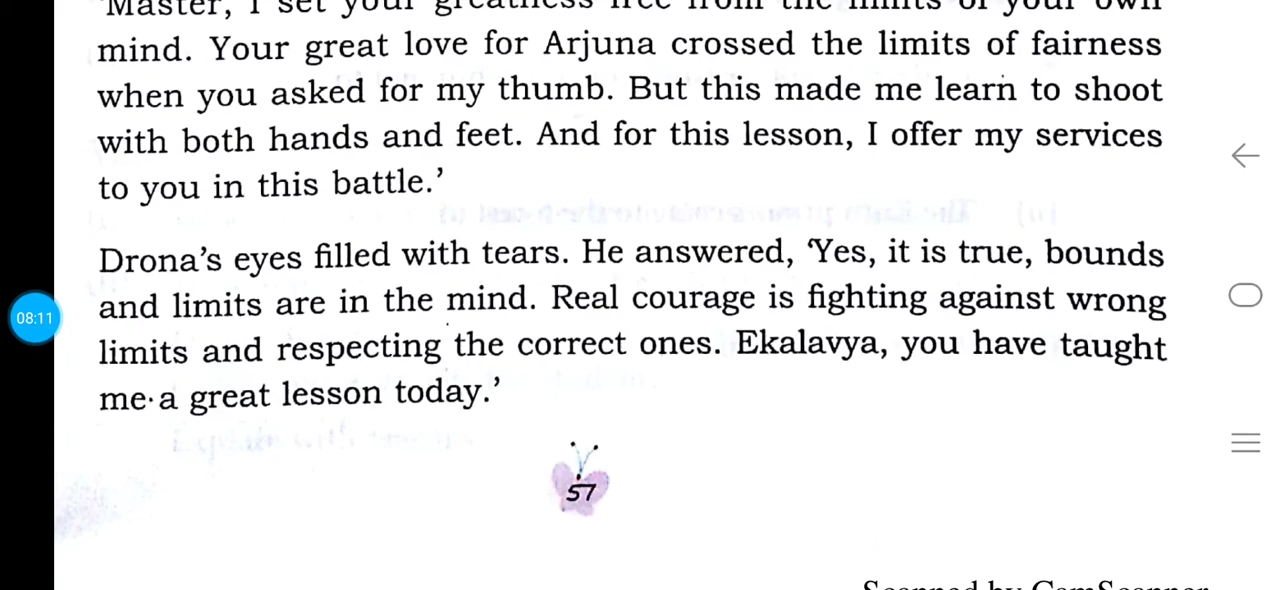 'Master, I set your greatness free from the limits of your own
mind. Your great love for Arjuna crossed the limits of fairness
when you asked for my thumb. But this made me learn to shoot
with both hands and feet. And for this lesson, I offer my services
to you in this battle.'
Drona's eyes filled with tears. He answered, 'Yes, it is true, bounds
and limits are in the mind. Real courage is fighting against wrong
limits and respecting the correct ones. Ekalavya, you have taught
me a great lesson today.'
08:11
57
Scanned by CamScanner